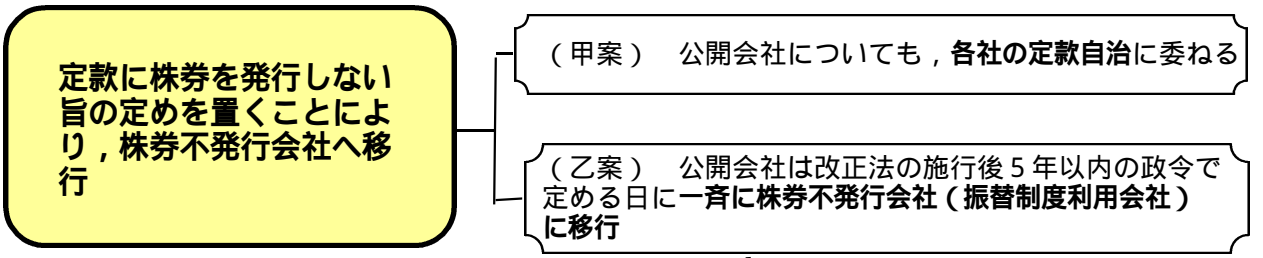 定款に株券を発行しない
旨の定めを置くことによ
り，株券不発行会社へ移
行
（甲案）　公開会社についても，各社の定款自治に委ねる
（乙案）　公開会社は改正法の施行後５年以内の政令で
定める日に一斉に株券不発行会社（振替制度利用会社）
に移行